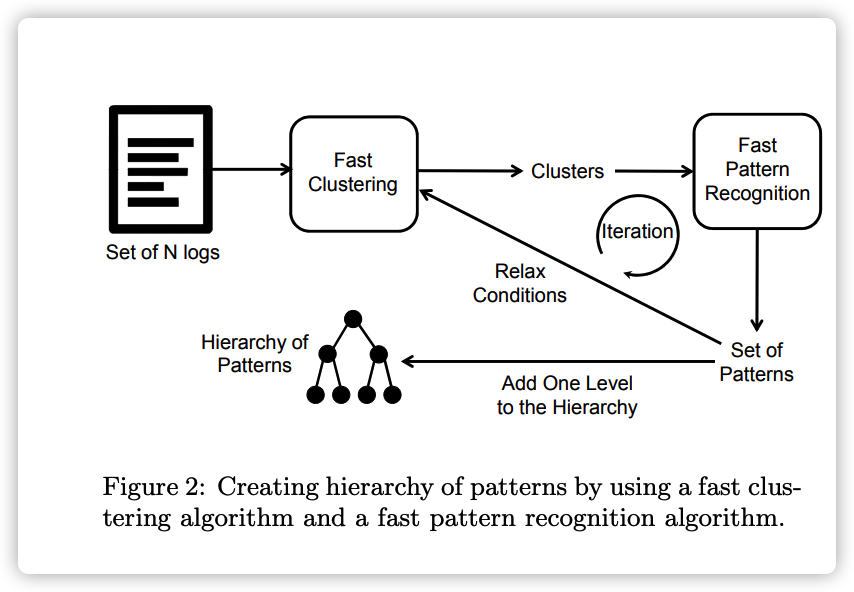 Set of N logs
Fast
Clustering
Clusters
Fast
Pattern
Recognition
Iteration
Relax
Conditions
Set of
Patterns
Add One Level
to the Hierarchy
Hierarchy of
Patterns
Figure 2: Creating hierarchy of patterns by using a fast clus-
tering algorithm and a fast pattern recognition algorithm.